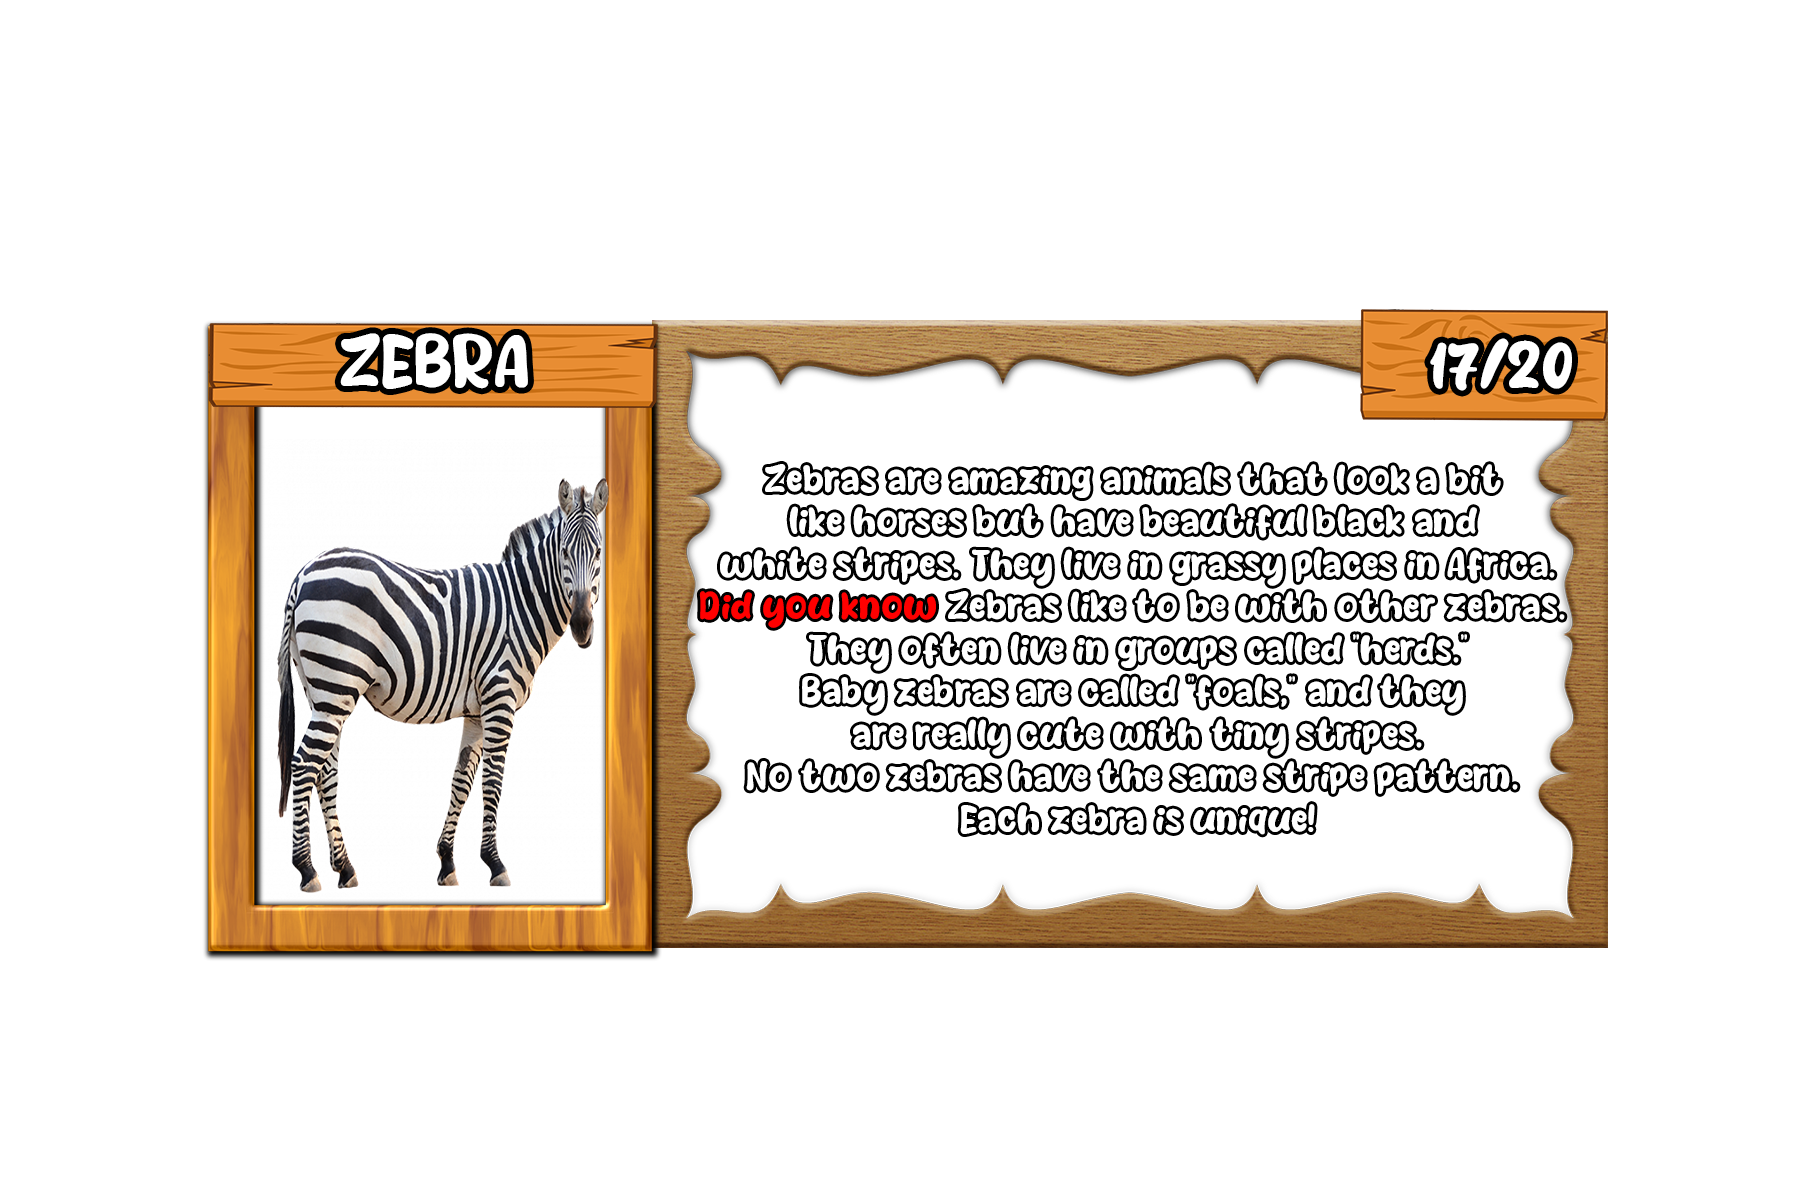 ZEBRA
17/20
Zebras are amazing animals that look a bit
like horses but have beautiful black and
white stripes. They live in grassy places in Africa.
Did you know Zebras like to be with other zebras.
They often live in groups called "herds."
Baby zebras are called "foals," and they
are really cute with tiny stripes.
No two zebras have the same stripe pattern.
Each zebra is unique!